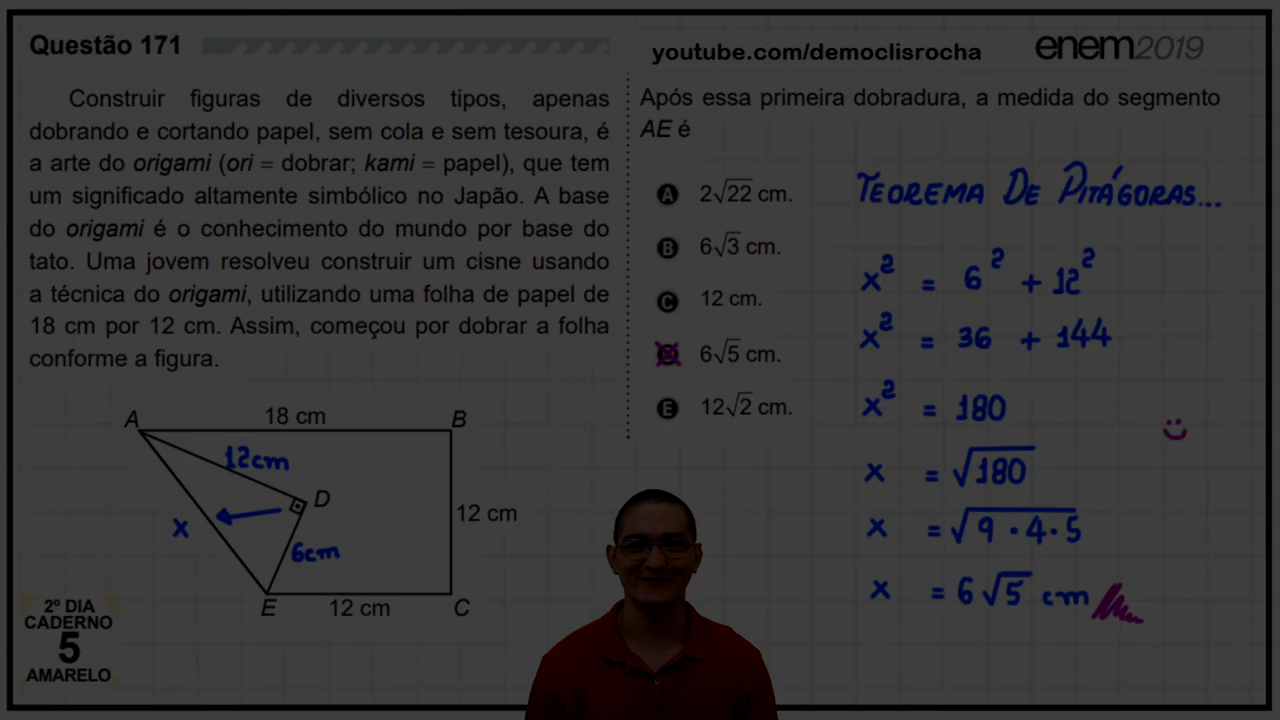 Questão 171
Construir figuras de diversos tipos, apenas
dobrando e cortando papel, sem cola e sem tesoura, é
a arte do origami (ori = dobrar; kami = papel), que tem
um significado altamente simbólico no Japão. A base
do origami é o conhecimento do mundo por base do
tato. Uma jovem resolveu construir um cisne usando
a técnica do origami, utilizando uma folha de papel de
18 cm por 12 cm. Assim, começou por dobrar a folha
conforme a figura.
A 18 cm B
12cm
D
x
12 cm
6cm
E 12 cm C
2º DIA
CADERNO
5
AMARELO
youtube.com/democlisrocha
enem2019
Após essa primeira dobradura, a medida do segmento
AE é
A 2√22 cm.
B 6√3 cm.
C 12 cm.
D 6√5 cm.
E 12√2 cm.
TEOREMA DE PITÁGORAS...
x² = 6² + 12²
x² = 36 + 144
x² = 180
x = √180
x = √9 · 4 · 5
x = 6√5 cm